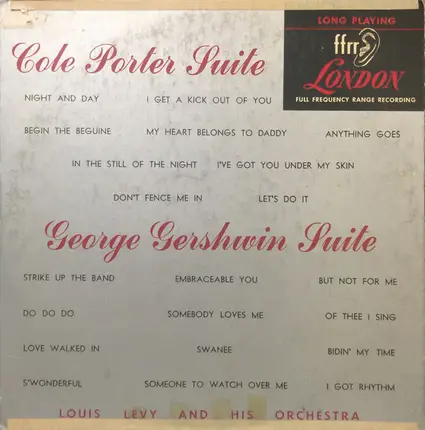 LONG PLAYING
ffrr
LONDON
FULL FREQUENCY RANGE RECORDING
Cole Porter Suite
NIGHT AND DAY I GET A KICK OUT OF YOU
BEGIN THE BEGUINE MY HEART BELONGS TO DADDY ANYTHING GOES
IN THE STILL OF THE NIGHT I'VE GOT YOU UNDER MY SKIN
DON'T FENCE ME IN LET'S DO IT
George Gershwin Suite
STRIKE UP THE BAND EMBRACEABLE YOU BUT NOT FOR ME
DO DO DO SOMEBODY LOVES ME OF THEE I SING
LOVE WALKED IN SWANEE BIDIN' MY TIME
S'WONDERFUL SOMEONE TO WATCH OVER ME I GOT RHYTHM
LOUIS LEVY AND HIS ORCHESTRA